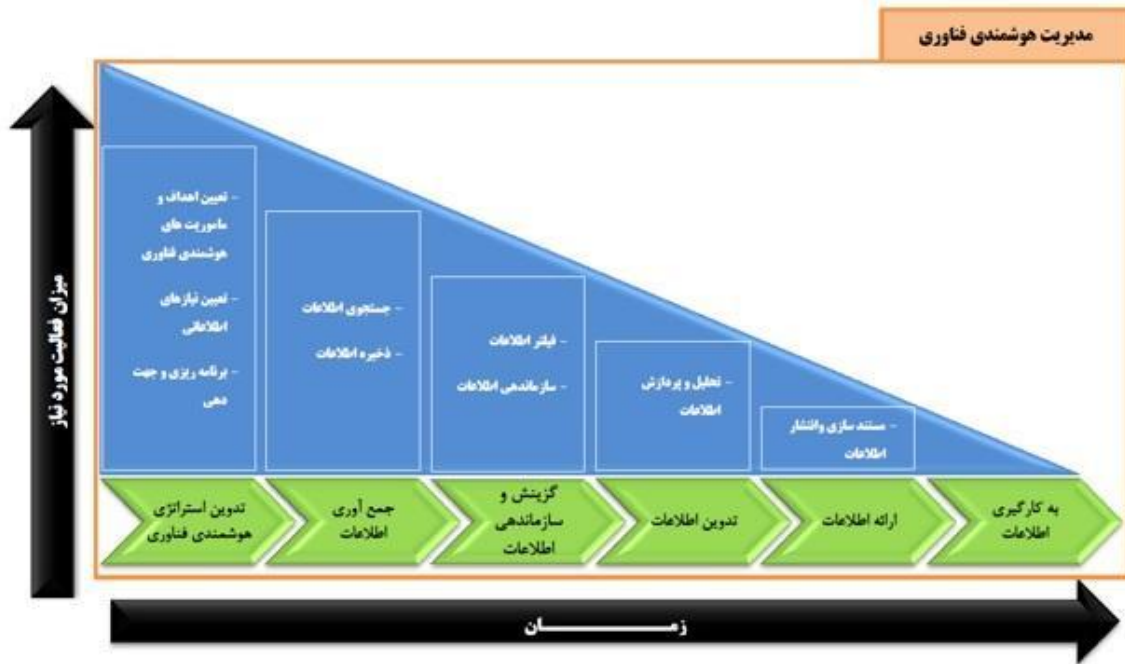 مدیریت هوشمندی فناوری
میزان فعالیت مورد نیاز
- تعیین اهداف و
ماموریت های
هوشمندی فناوری
- تعیین نیازهای
اطلاعاتی
- برنامه ریزی و جهت
دهی
- جستجوی اطلاعات
- ذخیره اطلاعات
- فیلتر اطلاعات
- سازماندهی اطلاعات
- تحلیل و پردازش
اطلاعات
- مستند سازی وانتشار
اطلاعات
تدوین استراتژی
هوشمندی فناوری
جمع آوری
اطلاعات
گزینش و
سازماندهی
اطلاعات
تدوین اطلاعات
ارائه اطلاعات
به کارگیری
اطلاعات
زمــــــــــان